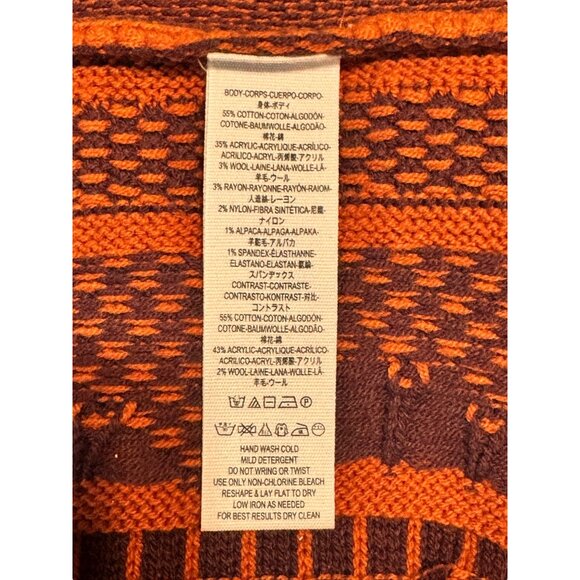 BODY-CORPS-CUERPO-CORPO-
身体-ボディ
55% COTTON-COTON-ALGODÓN-
COTONE-BAUMWOLLE-ALGODÃO-
棉花-綿
35% ACRYLIC-ACRYLIQUE-ACRÍLICO-
ACRILICO-ACRYL-丙烯酸-アクリル
3% WOOL-LAINE-LANA-WOLLE-LÃ-
羊毛-ウール
3% RAYON-RAYONNE-RAYÓN-RAIOM-
人造絲-レーヨン
2% NYLON-FIBRA SINTÉTICA-尼龍-
ナイロン
1% ALPACA-ALPAGA-ALPAKA-
羊駝毛-アルパカ
1% SPANDEX-ÉLASTHANNE-
ELASTANO-ELASTAN-氨綸-
スパンデックス
CONTRAST-CONTRASTE-
CONTRASTO-KONTRAST-对比-
コントラスト
55% COTTON-COTON-ALGODÓN-
COTONE-BAUMWOLLE-ALGODÃO-
棉花-綿
43% ACRYLIC-ACRYLIQUE-ACRÍLICO-
ACRILICO-ACRYL-丙烯酸-アクリル
2% WOOL-LAINE-LANA-WOLLE-LÃ-
羊毛-ウール
HAND WASH COLD
MILD DETERGENT
DO NOT WRING OR TWIST
USE ONLY NON-CHLORINE BLEACH
RESHAPE & LAY FLAT TO DRY
LOW IRON AS NEEDED
FOR BEST RESULTS DRY CLEAN